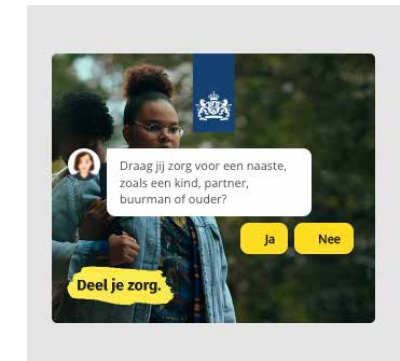 Draag jij zorg voor een naaste,
zoals een kind, partner,
buurman of ouder?
Ja
Nee
Deel je zorg.